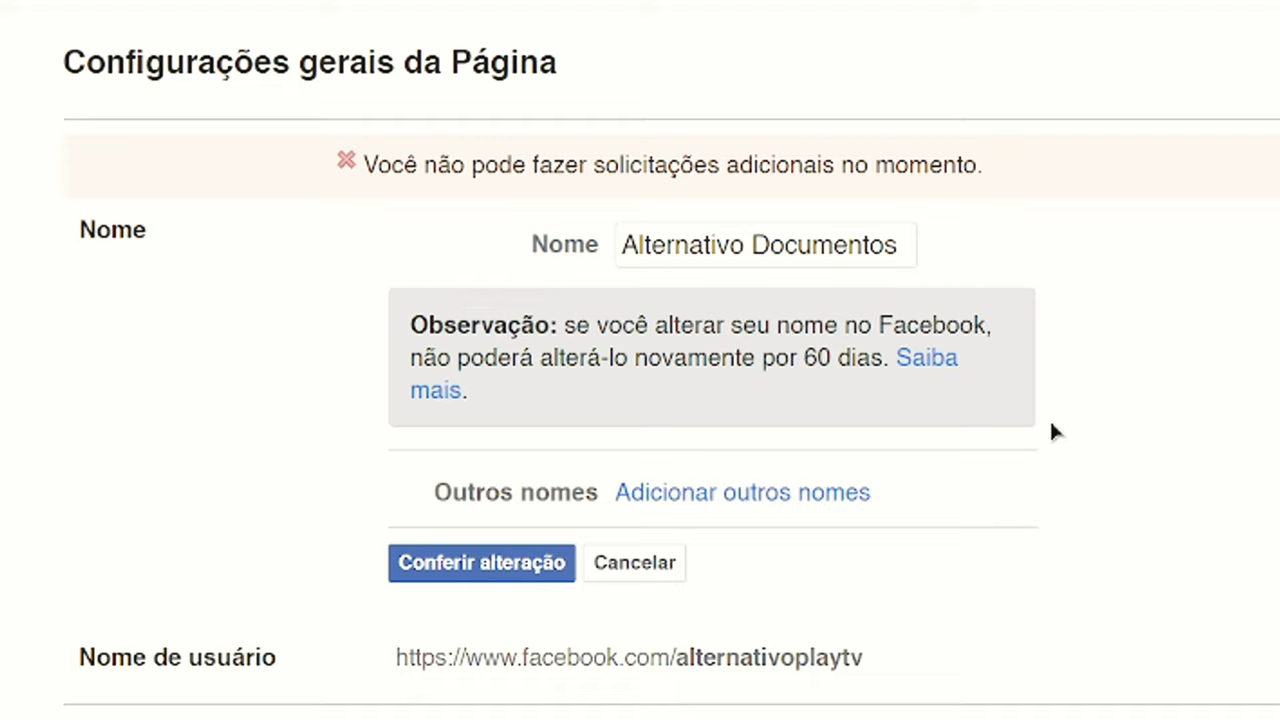 Configurações gerais da Página
Você não pode fazer solicitações adicionais no momento.
Nome
Nome Alternativo Documentos
Observação: se você alterar seu nome no Facebook,
não poderá alterá-lo novamente por 60 dias. Saiba
mais.
Outros nomes Adicionar outros nomes
Conferir alteração Cancelar
Nome de usuário https://www.facebook.com/alternativoplaytv